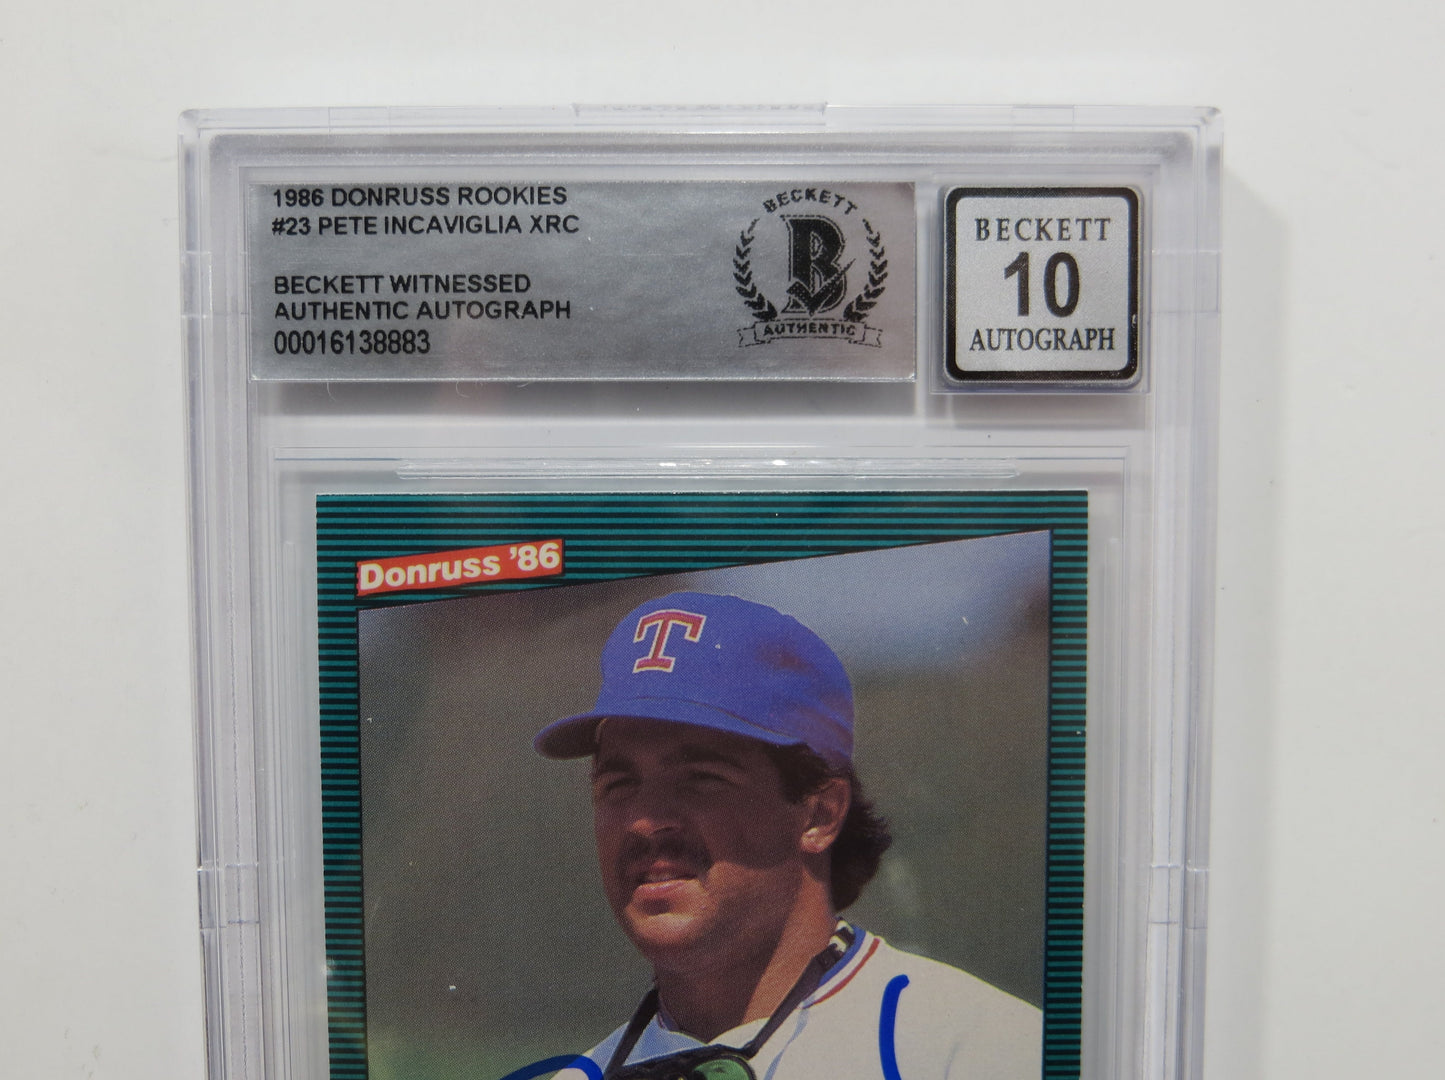 1986 DONRUSS ROOKIES
#23 PETE INCAVIGLIA XRC
BECKETT WITNESSED
AUTHENTIC AUTOGRAPH
00016138883
BECKETT
B
AUTHENTIC
BECKETT
10
AUTOGRAPH
Donruss '86
T